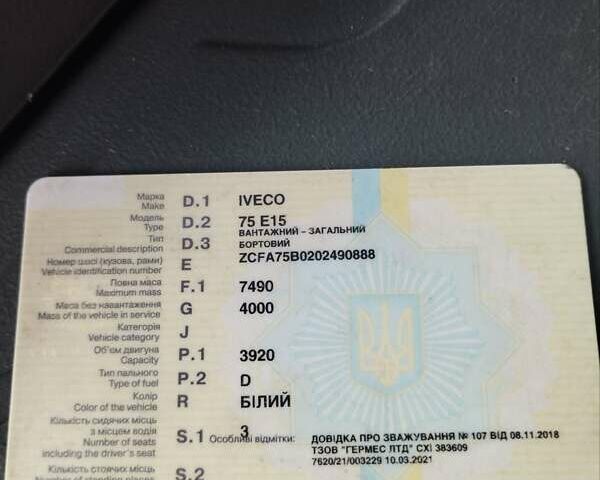 Марка D.1 IVECO
Make
Модель D.2 75 E15
Type ВАНТАЖНИЙ – ЗАГАЛЬНИЙ
Тип D.3 БОРТОВИЙ
Commercial description
Номер шасі (кузова, рами) E ZCFA75B0202490888
Vehicle identification number
Повна маса F.1 7490
Maximum mass
Маса без навантаження G 4000
Mass of the vehicle in service
Категорія J
Vehicle category
Об'єм двигуна P.1 3920
Capacity
Тип пального P.2 D
Type of fuel
Колір R БІЛИЙ
Color of the vehicle
Кількість сидячих місць
з місцем водія S.1 3 Особливі відмітки: ДОВІДКА ПРО ЗВАЖУВАННЯ № 107 ВІД 08.11.2018
Number of seats ТЗОВ "ГЕРМЕС ЛТД" СХІ 383609
including the driver's seat 7620/21/003229 10.03.2021
Кількість стоячих місць S.2
Number of standing places